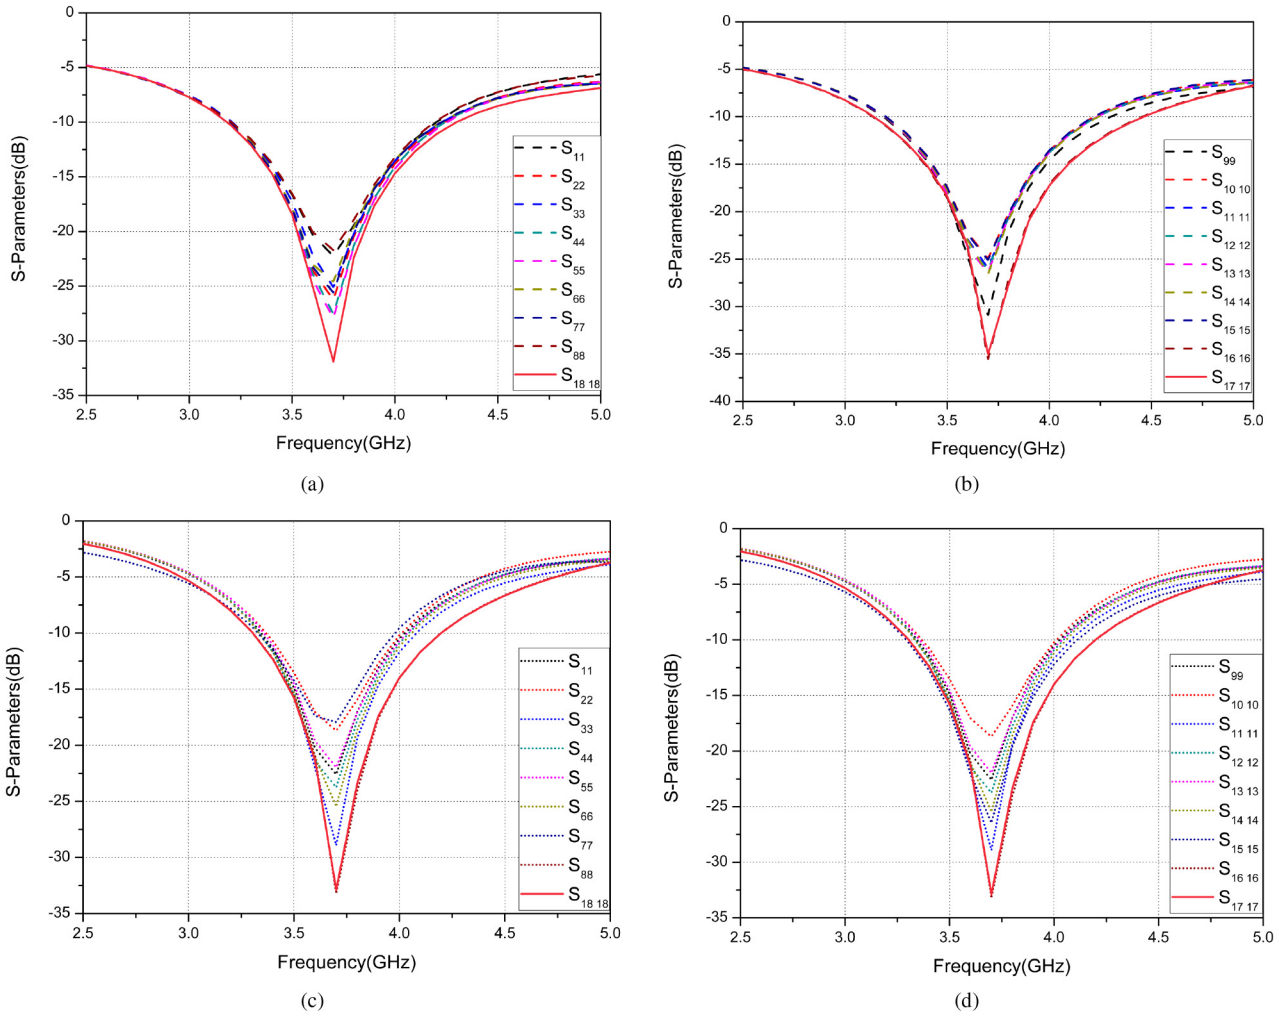 0
-5
-10
-15
-20
-25
-30
-35
S-Parameters(dB)
2.5 3.0 3.5 4.0 4.5 5.0
Frequency(GHz)
S11
S22
S33
S44
S55
S66
S77
S88
S18 18
(a)
0
-5
-10
-15
-20
-25
-30
-35
-40
S-Parameters(dB)
2.5 3.0 3.5 4.0 4.5 5.0
Frequency(GHz)
S99
S10 10
S11 11
S12 12
S13 13
S14 14
S15 15
S16 16
S17 17
(b)
0
-5
-10
-15
-20
-25
-30
-35
S-Parameters(dB)
2.5 3.0 3.5 4.0 4.5 5.0
Frequency(GHz)
S11
S22
S33
S44
S55
S66
S77
S88
S18 18
(c)
0
-5
-10
-15
-20
-25
-30
-35
S-Parameters(dB)
2.5 3.0 3.5 4.0 4.5 5.0
Frequency(GHz)
S99
S10 10
S11 11
S12 12
S13 13
S14 14
S15 15
S16 16
S17 17
(d)